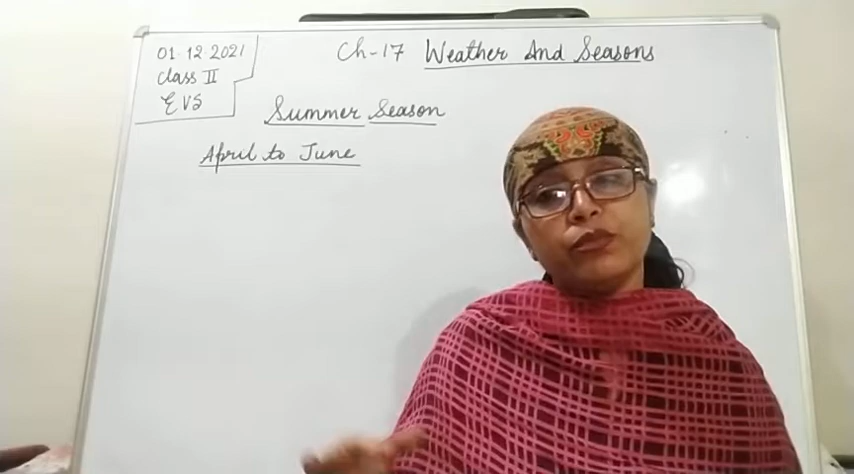 01-12-2021
Class II
EVS
Ch-17 Weather And Seasons
Summer Season
April to June